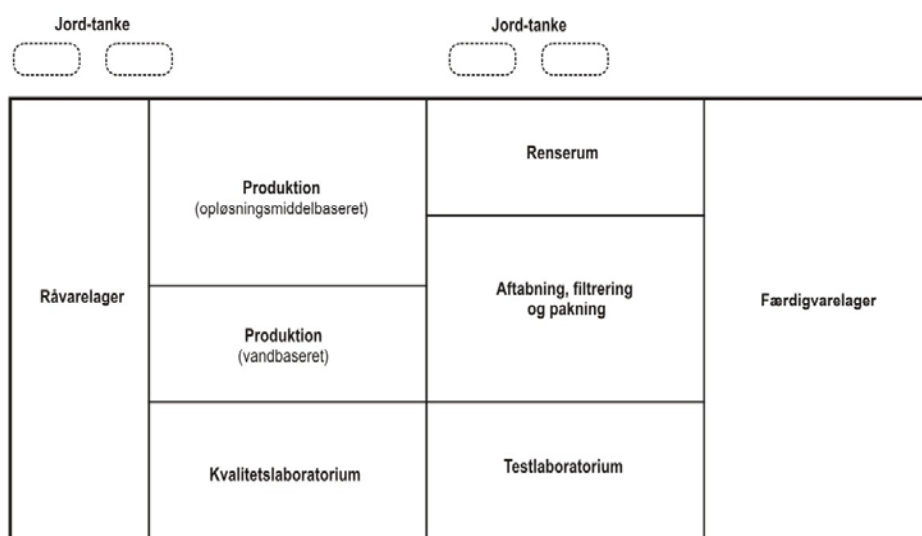 Jord-tanke
Jord-tanke
Renserum
Produktion
(opløsningsmiddelbaseret)
Råvarelager
Aftabning, filtrering
og pakning
Færdigvarelager
Produktion
(vandbaseret)
Kvalitetslaboratorium
Testlaboratorium